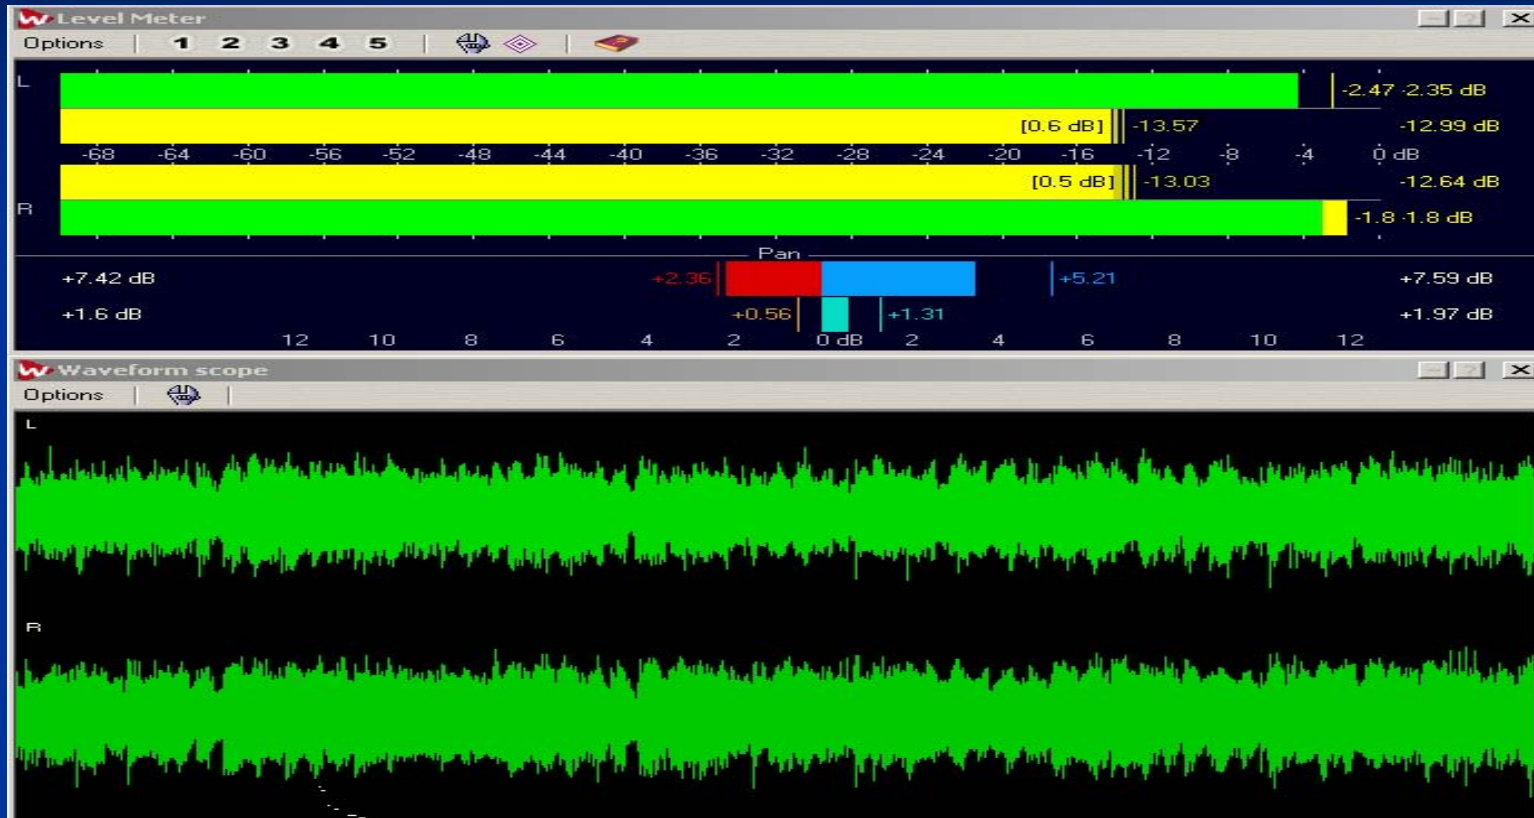 Level Meter
Options 1 2 3 4 5
L -2.47 -2.35 dB
[0.6 dB] -13.57 -12.99 dB
-68 -64 -60 -56 -52 -48 -44 -40 -36 -32 -28 -24 -20 -16 -12 -8 -4 0 dB
[0.5 dB] -13.03 -12.64 dB
R -1.8 -1.8 dB
Pan
+7.42 dB +2.36 +5.21 +7.59 dB
+1.6 dB +0.56 +1.31 +1.97 dB
12 10 8 6 4 2 0 dB 2 4 6 8 10 12
Waveform scope
Options
L
R